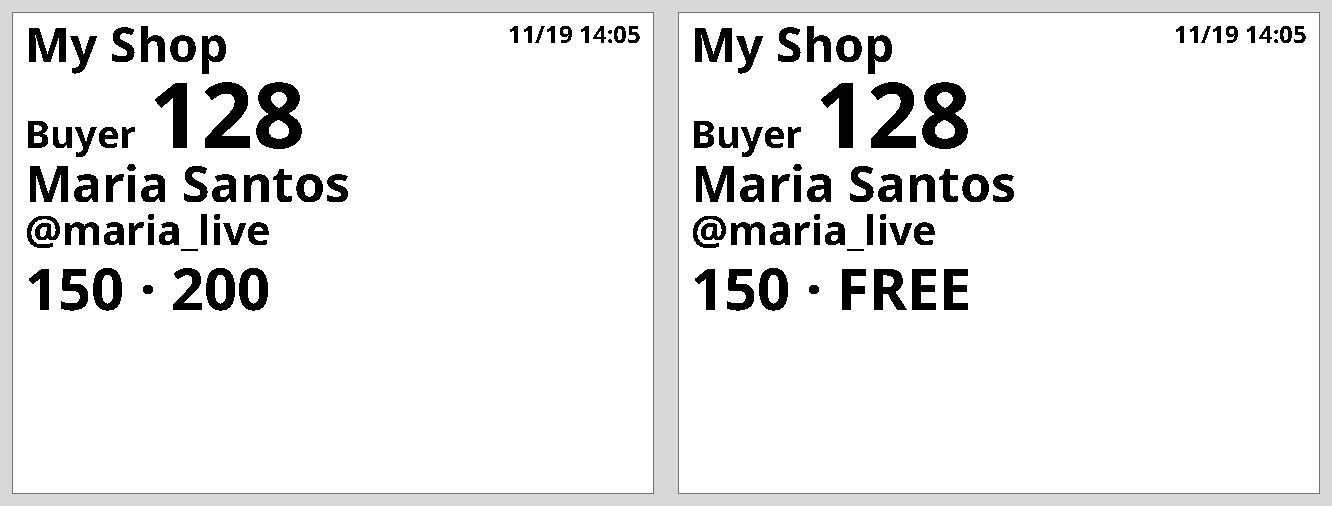 My Shop 11/19 14:05
Buyer 128
Maria Santos
@maria_live
150 · 200
My Shop 11/19 14:05
Buyer 128
Maria Santos
@maria_live
150 · FREE